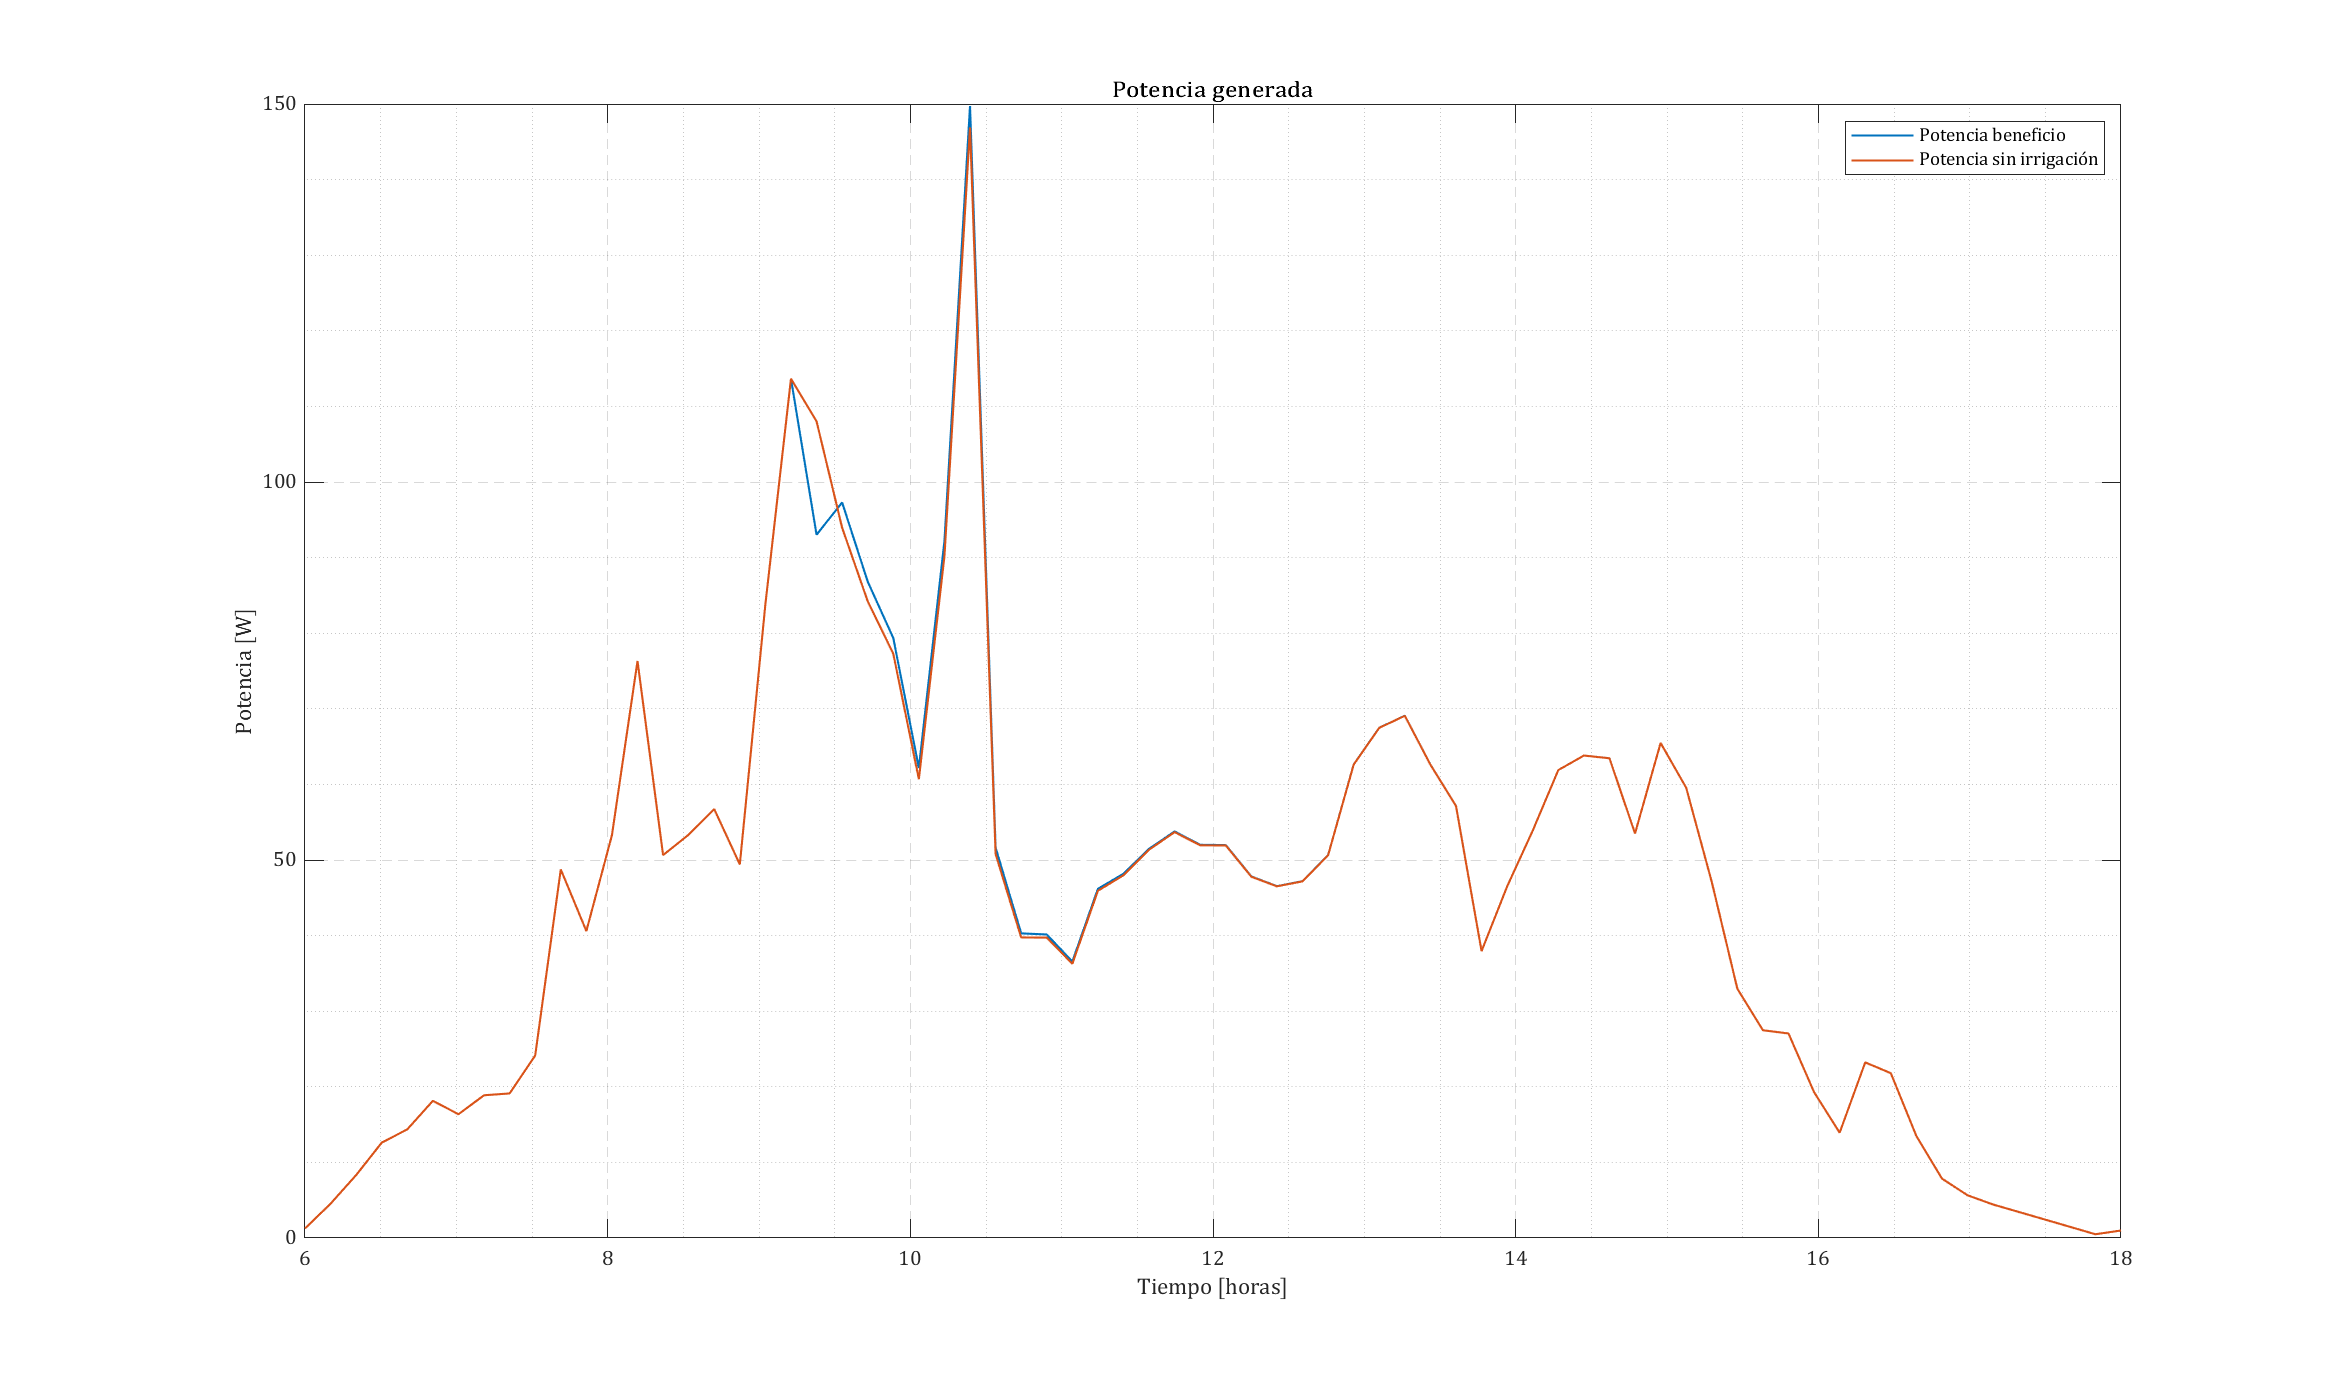 Potencia generada
150
100
50
0
Potencia [W]
Potencia beneficio
Potencia sin irrigación
6
8
10
12
14
16
18
Tiempo [horas]